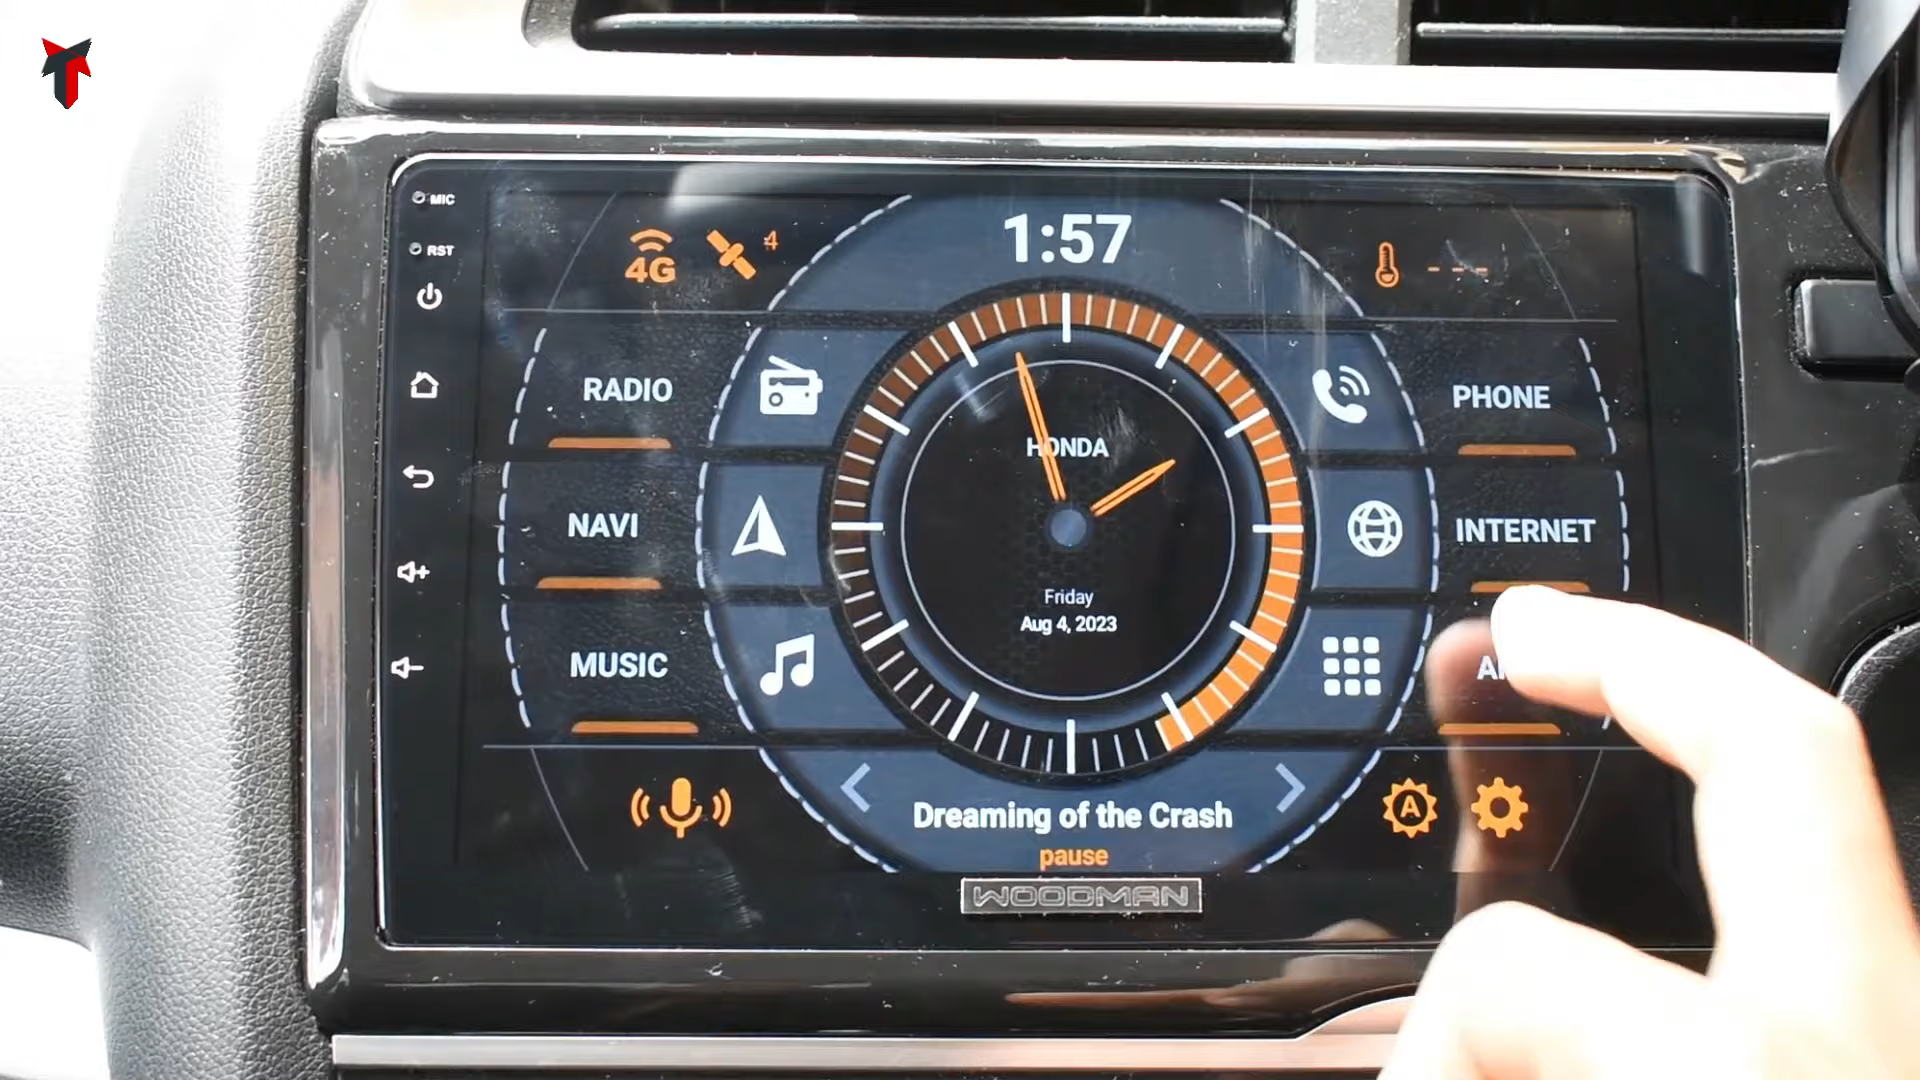 MIC
RST
4G
4
1:57
- - -
RADIO
HONDA
PHONE
NAVI
INTERNET
Friday
Aug 4, 2023
MUSIC
A
Dreaming of the Crash
pause
WOODMAN